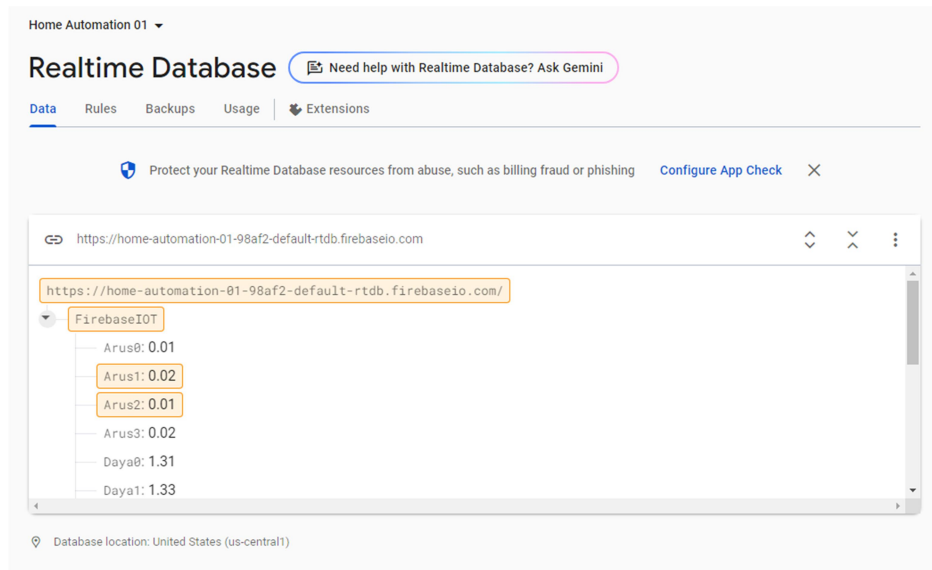 Home Automation 01
Realtime Database
Need help with Realtime Database? Ask Gemini
Data Rules Backups Usage Extensions
Protect your Realtime Database resources from abuse, such as billing fraud or phishing Configure App Check
https://home-automation-01-98af2-default-rtdb.firebaseio.com
https://home-automation-01-98af2-default-rtdb.firebaseio.com/
FirebaseIOT
Arus0: 0.01
Arus1: 0.02
Arus2: 0.01
Arus3: 0.02
Daya0: 1.31
Daya1: 1.33
Database location: United States (us-central1)